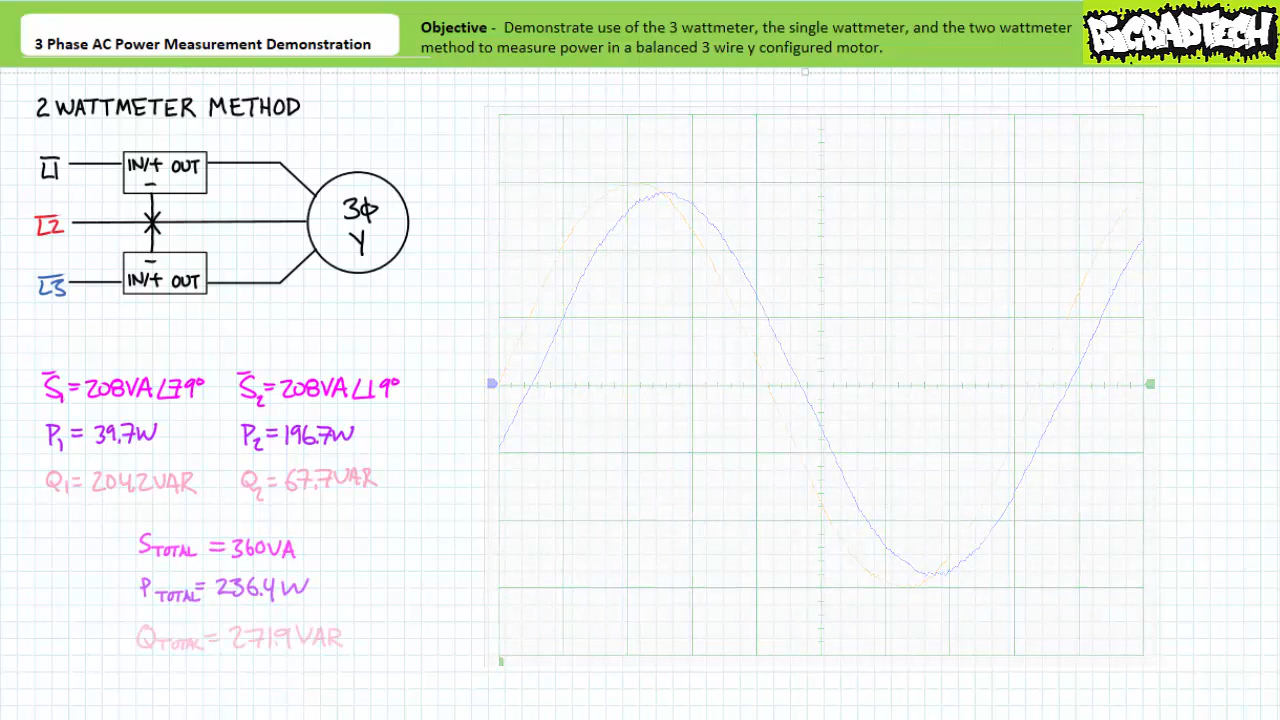 3 Phase AC Power Measurement Demonstration
Objective - Demonstrate use of the 3 wattmeter, the single wattmeter, and the two wattmeter
method to measure power in a balanced 3 wire y configured motor.
BIGBADTECH
2 WATTMETER METHOD
L1 IN/+ OUT
–
L2
3Φ
Y
–
L3 IN/+ OUT
S̅1 = 208VA∠79° S̅2 = 208VA∠19°
P1 = 39.7W P2 = 196.7W
Q1 = 204.2VAR Q2 = 67.7VAR
STOTAL = 360VA
PTOTAL = 236.4W
QTOTAL = 271.9VAR